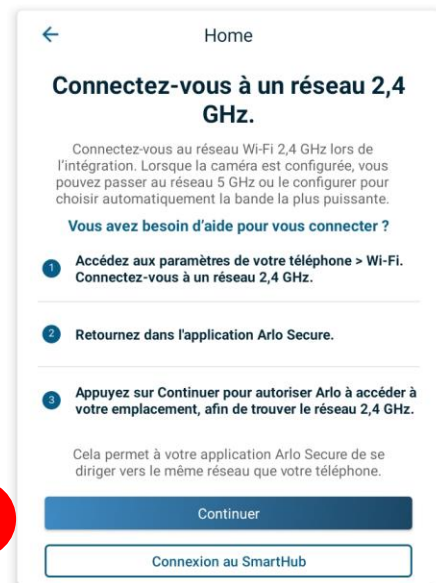 Home
Connectez-vous à un réseau 2,4
GHz.
Connectez-vous au réseau Wi-Fi 2,4 GHz lors de
l'intégration. Lorsque la caméra est configurée, vous
pouvez passer au réseau 5 GHz ou le configurer pour
choisir automatiquement la bande la plus puissante.
Vous avez besoin d'aide pour vous connecter ?
1 Accédez aux paramètres de votre téléphone > Wi-Fi.
Connectez-vous à un réseau 2,4 GHz.
2 Retournez dans l'application Arlo Secure.
3 Appuyez sur Continuer pour autoriser Arlo à accéder à
votre emplacement, afin de trouver le réseau 2,4 GHz.
Cela permet à votre application Arlo Secure de se
diriger vers le même réseau que votre téléphone.
Continuer
Connexion au SmartHub